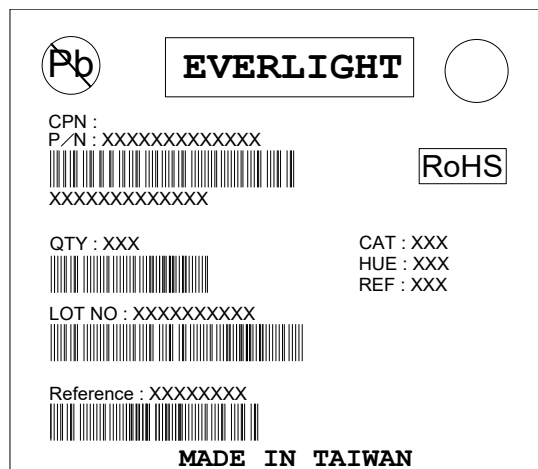 Pb
EVERLIGHT
CPN :
P/N : XXXXXXXXXXXXX
RoHS
XXXXXXXXXXXXX
QTY : XXX
CAT : XXX
HUE : XXX
REF : XXX
LOT NO : XXXXXXXXXX
Reference : XXXXXXXX
MADE IN TAIWAN